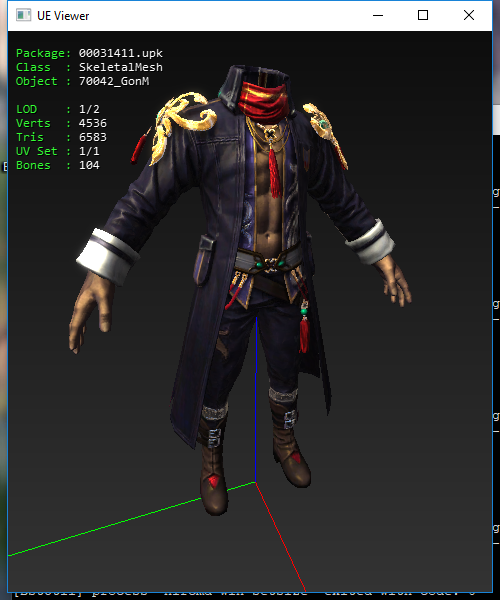 UE Viewer
Package: 00031411.upk
Class : SkeletalMesh
Object : 70042_GonM
LOD : 1/2
Verts : 4536
Tris : 6583
UV Set : 1/1
Bones : 104